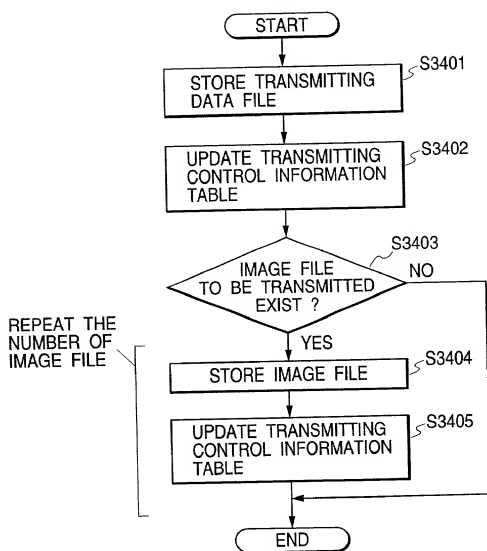 START
S3401
STORE TRANSMITTING
DATA FILE
S3402
UPDATE TRANSMITTING
CONTROL INFORMATION
TABLE
S3403
IMAGE FILE
TO BE TRANSMITTED
EXIST ?
NO
YES
REPEAT THE
NUMBER OF
IMAGE FILE
S3404
STORE IMAGE FILE
S3405
UPDATE TRANSMITTING
CONTROL INFORMATION
TABLE
END